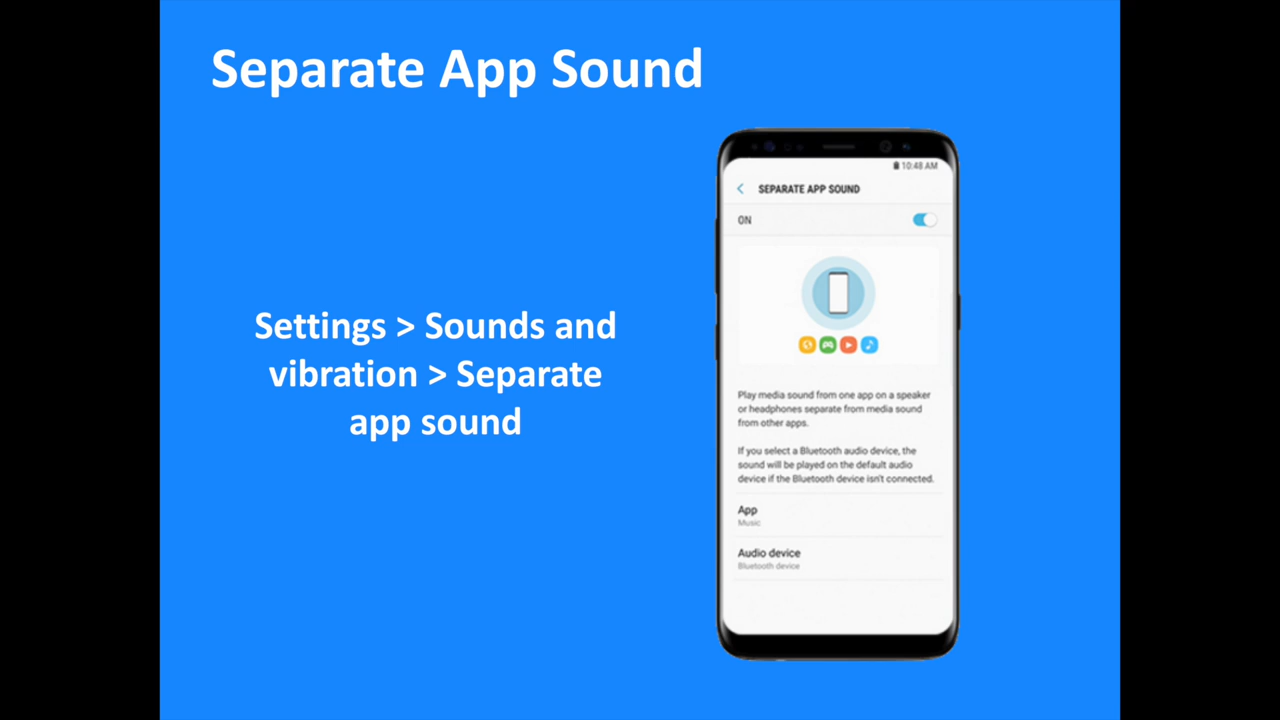 Separate App Sound
Settings > Sounds and
vibration > Separate
app sound
10:48 AM
SEPARATE APP SOUND
ON
Play media sound from one app on a speaker
or headphones separate from media sound
from other apps.
If you select a Bluetooth audio device, the
sound will be played on the default audio
device if the Bluetooth device isn't connected.
App
Music
Audio device
Bluetooth device